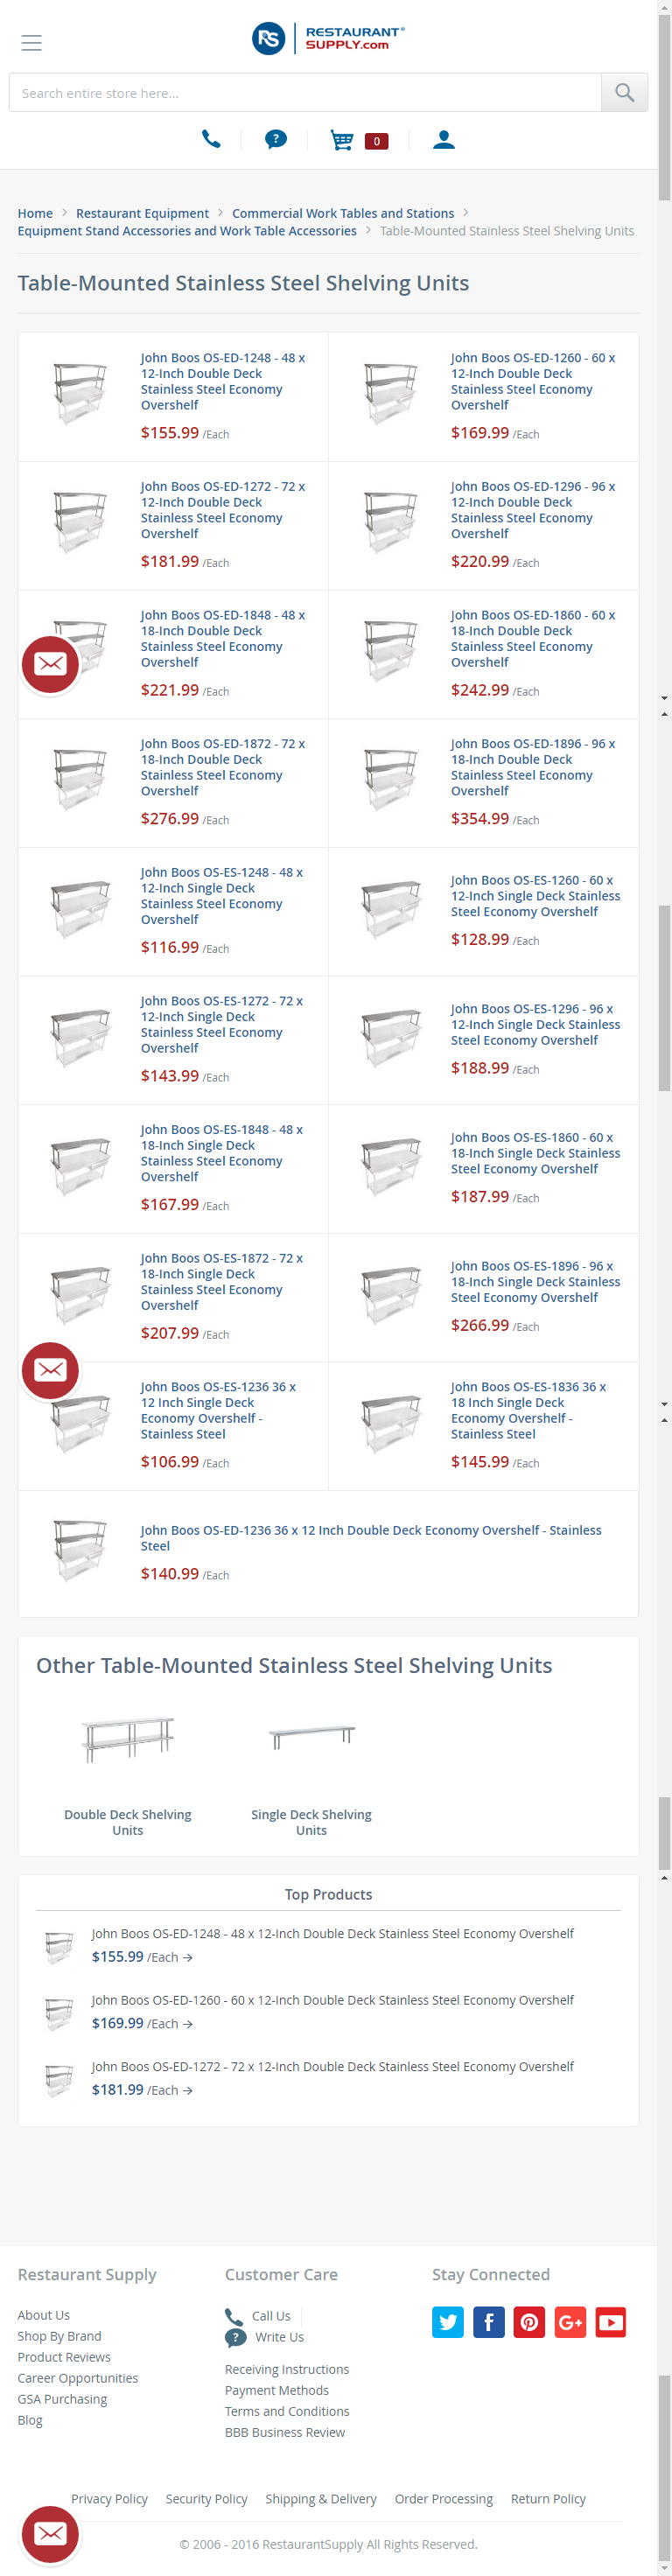 RS RESTAURANT®
SUPPLY.com
Search entire store here...
? 0
Home > Restaurant Equipment > Commercial Work Tables and Stations >
Equipment Stand Accessories and Work Table Accessories > Table-Mounted Stainless Steel Shelving Units
Table-Mounted Stainless Steel Shelving Units
John Boos OS-ED-1248 - 48 x
12-Inch Double Deck
Stainless Steel Economy
Overshelf
$155.99 /Each
John Boos OS-ED-1260 - 60 x
12-Inch Double Deck
Stainless Steel Economy
Overshelf
$169.99 /Each
John Boos OS-ED-1272 - 72 x
12-Inch Double Deck
Stainless Steel Economy
Overshelf
$181.99 /Each
John Boos OS-ED-1296 - 96 x
12-Inch Double Deck
Stainless Steel Economy
Overshelf
$220.99 /Each
John Boos OS-ED-1848 - 48 x
18-Inch Double Deck
Stainless Steel Economy
Overshelf
$221.99 /Each
John Boos OS-ED-1860 - 60 x
18-Inch Double Deck
Stainless Steel Economy
Overshelf
$242.99 /Each
John Boos OS-ED-1872 - 72 x
18-Inch Double Deck
Stainless Steel Economy
Overshelf
$276.99 /Each
John Boos OS-ED-1896 - 96 x
18-Inch Double Deck
Stainless Steel Economy
Overshelf
$354.99 /Each
John Boos OS-ES-1248 - 48 x
12-Inch Single Deck
Stainless Steel Economy
Overshelf
$116.99 /Each
John Boos OS-ES-1260 - 60 x
12-Inch Single Deck Stainless
Steel Economy Overshelf
$128.99 /Each
John Boos OS-ES-1272 - 72 x
12-Inch Single Deck
Stainless Steel Economy
Overshelf
$143.99 /Each
John Boos OS-ES-1296 - 96 x
12-Inch Single Deck Stainless
Steel Economy Overshelf
$188.99 /Each
John Boos OS-ES-1848 - 48 x
18-Inch Single Deck
Stainless Steel Economy
Overshelf
$167.99 /Each
John Boos OS-ES-1860 - 60 x
18-Inch Single Deck Stainless
Steel Economy Overshelf
$187.99 /Each
John Boos OS-ES-1872 - 72 x
18-Inch Single Deck
Stainless Steel Economy
Overshelf
$207.99 /Each
John Boos OS-ES-1896 - 96 x
18-Inch Single Deck Stainless
Steel Economy Overshelf
$266.99 /Each
John Boos OS-ES-1236 36 x
12 Inch Single Deck
Economy Overshelf -
Stainless Steel
$106.99 /Each
John Boos OS-ES-1836 36 x
18 Inch Single Deck
Economy Overshelf -
Stainless Steel
$145.99 /Each
John Boos OS-ED-1236 36 x 12 Inch Double Deck Economy Overshelf - Stainless
Steel
$140.99 /Each
Other Table-Mounted Stainless Steel Shelving Units
Double Deck Shelving
Units
Single Deck Shelving
Units
Top Products
John Boos OS-ED-1248 - 48 x 12-Inch Double Deck Stainless Steel Economy Overshelf
$155.99 /Each →
John Boos OS-ED-1260 - 60 x 12-Inch Double Deck Stainless Steel Economy Overshelf
$169.99 /Each →
John Boos OS-ED-1272 - 72 x 12-Inch Double Deck Stainless Steel Economy Overshelf
$181.99 /Each →
Restaurant Supply
About Us
Shop By Brand
Product Reviews
Career Opportunities
GSA Purchasing
Blog
Customer Care
Call Us
? Write Us
Receiving Instructions
Payment Methods
Terms and Conditions
BBB Business Review
Stay Connected
f G+
Privacy Policy Security Policy Shipping & Delivery Order Processing Return Policy
© 2006 - 2016 RestaurantSupply All Rights Reserved.